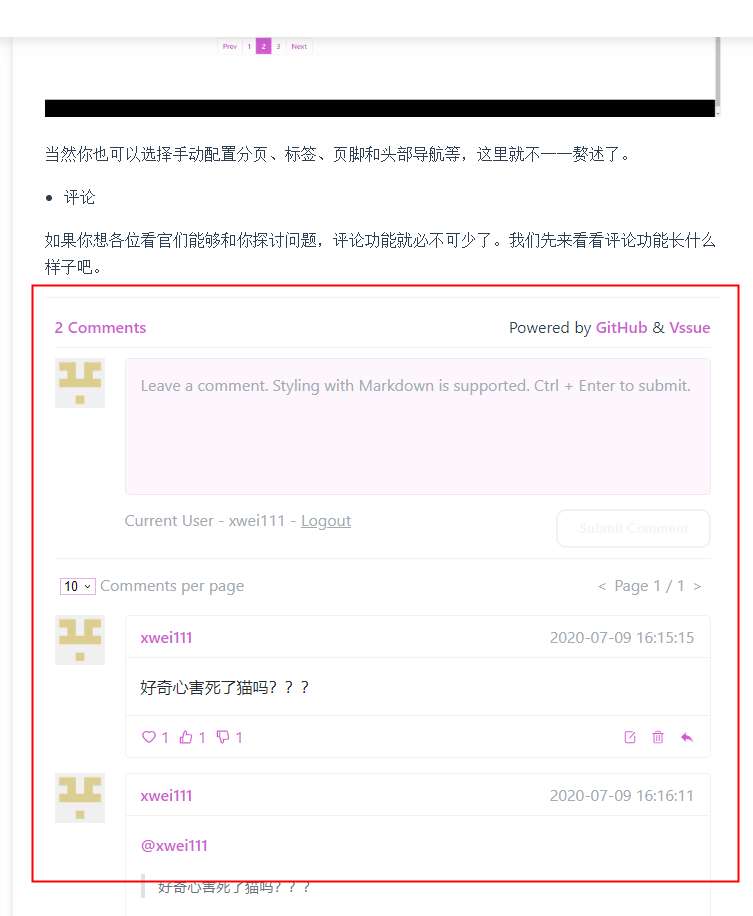 Prev 1 2 3 Next
当然你也可以选择手动配置分页、标签、页脚和头部导航等，这里就不一一赘述了。
• 评论
如果你想各位看官们能够和你探讨问题，评论功能就必不可少了。我们先来看看评论功能长什么
样子吧。
2 Comments Powered by GitHub & Vssue
Leave a comment. Styling with Markdown is supported. Ctrl + Enter to submit.
Current User - xwei111 - Logout Submit Comment
10 Comments per page < Page 1 / 1 >
xwei111 2020-07-09 16:15:15
好奇心害死了猫吗？？？
1 1 1
xwei111 2020-07-09 16:16:11
@xwei111
好奇心害死了猫吗？？？